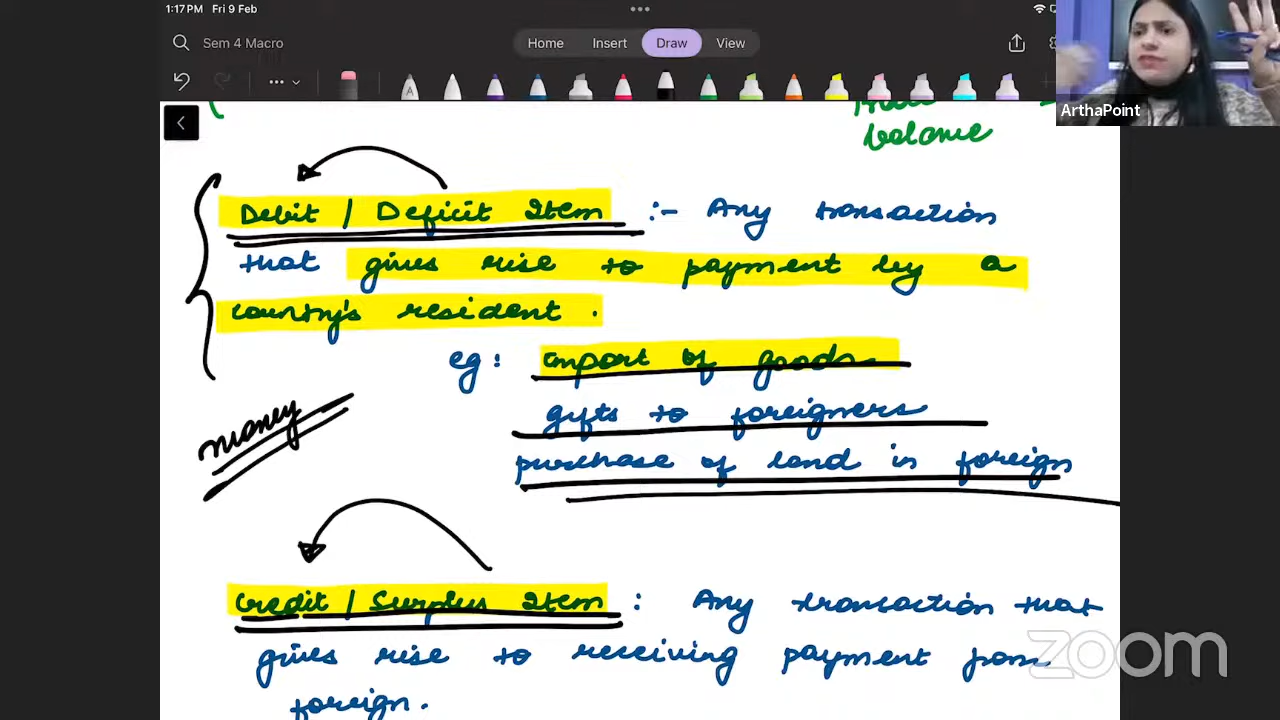 1:17PM Fri 9 Feb
Sem 4 Macro
Home Insert Draw View
ArthaPoint
balance
Debit / Deficit Item :- Any transaction
that gives rise to payment by a
country's resident.
eg: import of goods
gifts to foreigners
purchase of land in foreign
money
Credit / Surplus Item : Any transaction that
gives rise to receiving payment from
foreign.
zoom